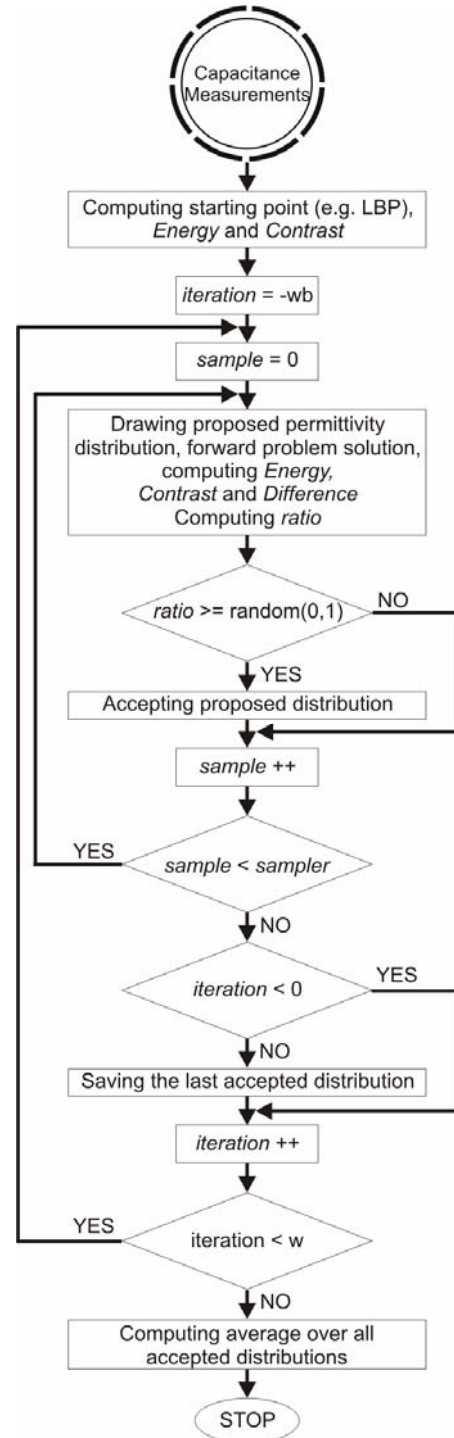 Capacitance
Measurements
Computing starting point (e.g. LBP),
Energy and Contrast
iteration = -wb
sample = 0
Drawing proposed permittivity
distribution, forward problem solution,
computing Energy,
Contrast and Difference
Computing ratio
ratio >= random(0,1)
NO
YES
Accepting proposed distribution
sample ++
YES
sample < sampler
NO
iteration < 0
YES
NO
Saving the last accepted distribution
iteration ++
YES
iteration < w
NO
Computing average over all
accepted distributions
STOP